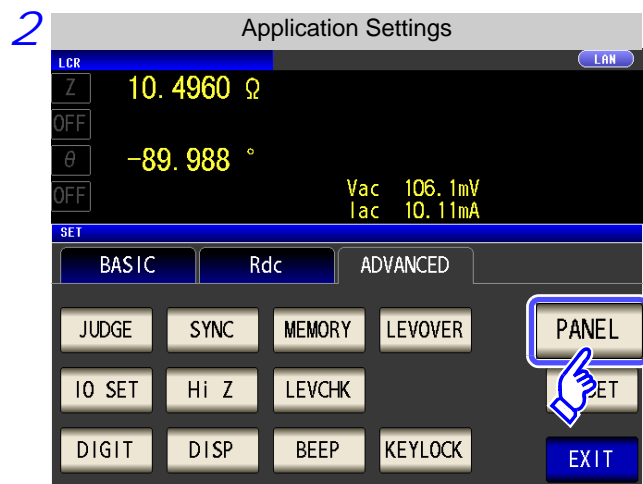 2
Application Settings
LCR
LAN
Z 10.4960 Ω
OFF
θ -89.988 °
OFF
Vac 106.1mV
Iac 10.11mA
SET
BASIC Rdc ADVANCED
JUDGE SYNC MEMORY LEVOVER PANEL
IO SET Hi Z LEVCHK
DIGIT DISP BEEP KEYLOCK EXIT